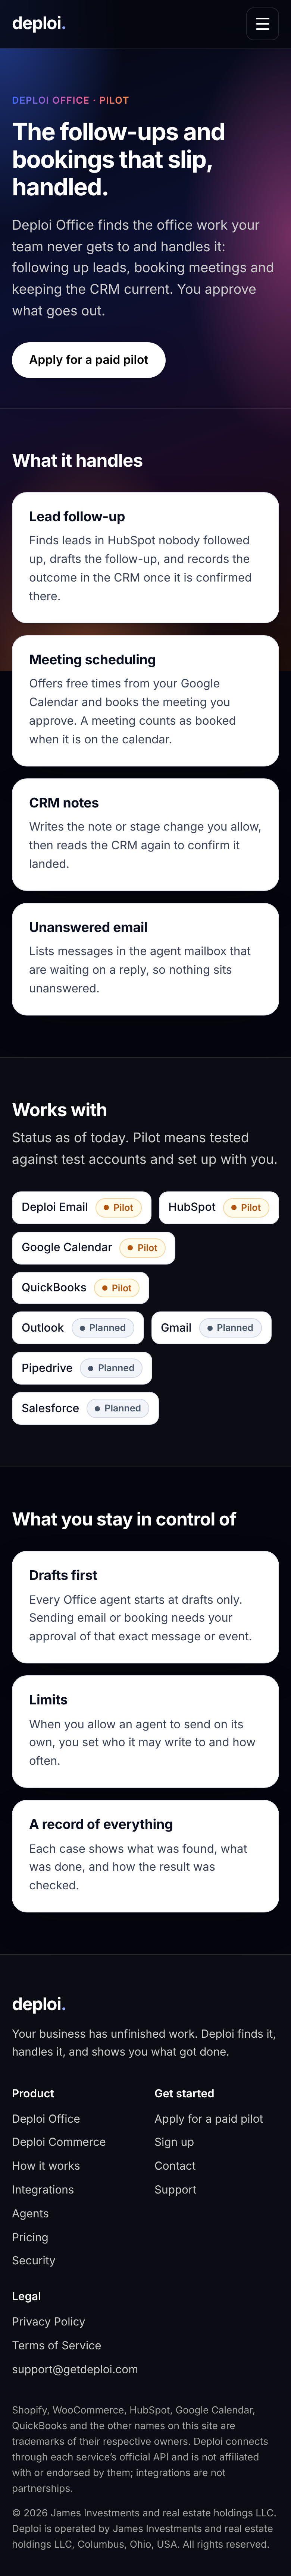 deploi.
DEPLOI OFFICE · PILOT
The follow-ups and
bookings that slip,
handled.
Deploi Office finds the office work your
team never gets to and handles it:
following up leads, booking meetings and
keeping the CRM current. You approve
what goes out.
Apply for a paid pilot
What it handles
Lead follow-up
Finds leads in HubSpot nobody followed
up, drafts the follow-up, and records the
outcome in the CRM once it is confirmed
there.
Meeting scheduling
Offers free times from your Google
Calendar and books the meeting you
approve. A meeting counts as booked
when it is on the calendar.
CRM notes
Writes the note or stage change you allow,
then reads the CRM again to confirm it
landed.
Unanswered email
Lists messages in the agent mailbox that
are waiting on a reply, so nothing sits
unanswered.
Works with
Status as of today. Pilot means tested
against test accounts and set up with you.
Deploi Email Pilot HubSpot Pilot
Google Calendar Pilot
QuickBooks Pilot
Outlook Planned Gmail Planned
Pipedrive Planned
Salesforce Planned
What you stay in control of
Drafts first
Every Office agent starts at drafts only.
Sending email or booking needs your
approval of that exact message or event.
Limits
When you allow an agent to send on its
own, you set who it may write to and how
often.
A record of everything
Each case shows what was found, what
was done, and how the result was
checked.
deploi.
Your business has unfinished work. Deploi finds it,
handles it, and shows you what got done.
Product
Deploi Office
Deploi Commerce
How it works
Integrations
Agents
Pricing
Security
Get started
Apply for a paid pilot
Sign up
Contact
Support
Legal
Privacy Policy
Terms of Service
support@getdeploi.com
Shopify, WooCommerce, HubSpot, Google Calendar,
QuickBooks and the other names on this site are
trademarks of their respective owners. Deploi connects
through each service's official API and is not affiliated
with or endorsed by them; integrations are not
partnerships.
© 2026 James Investments and real estate holdings LLC.
Deploi is operated by James Investments and real estate
holdings LLC, Columbus, Ohio, USA. All rights reserved.